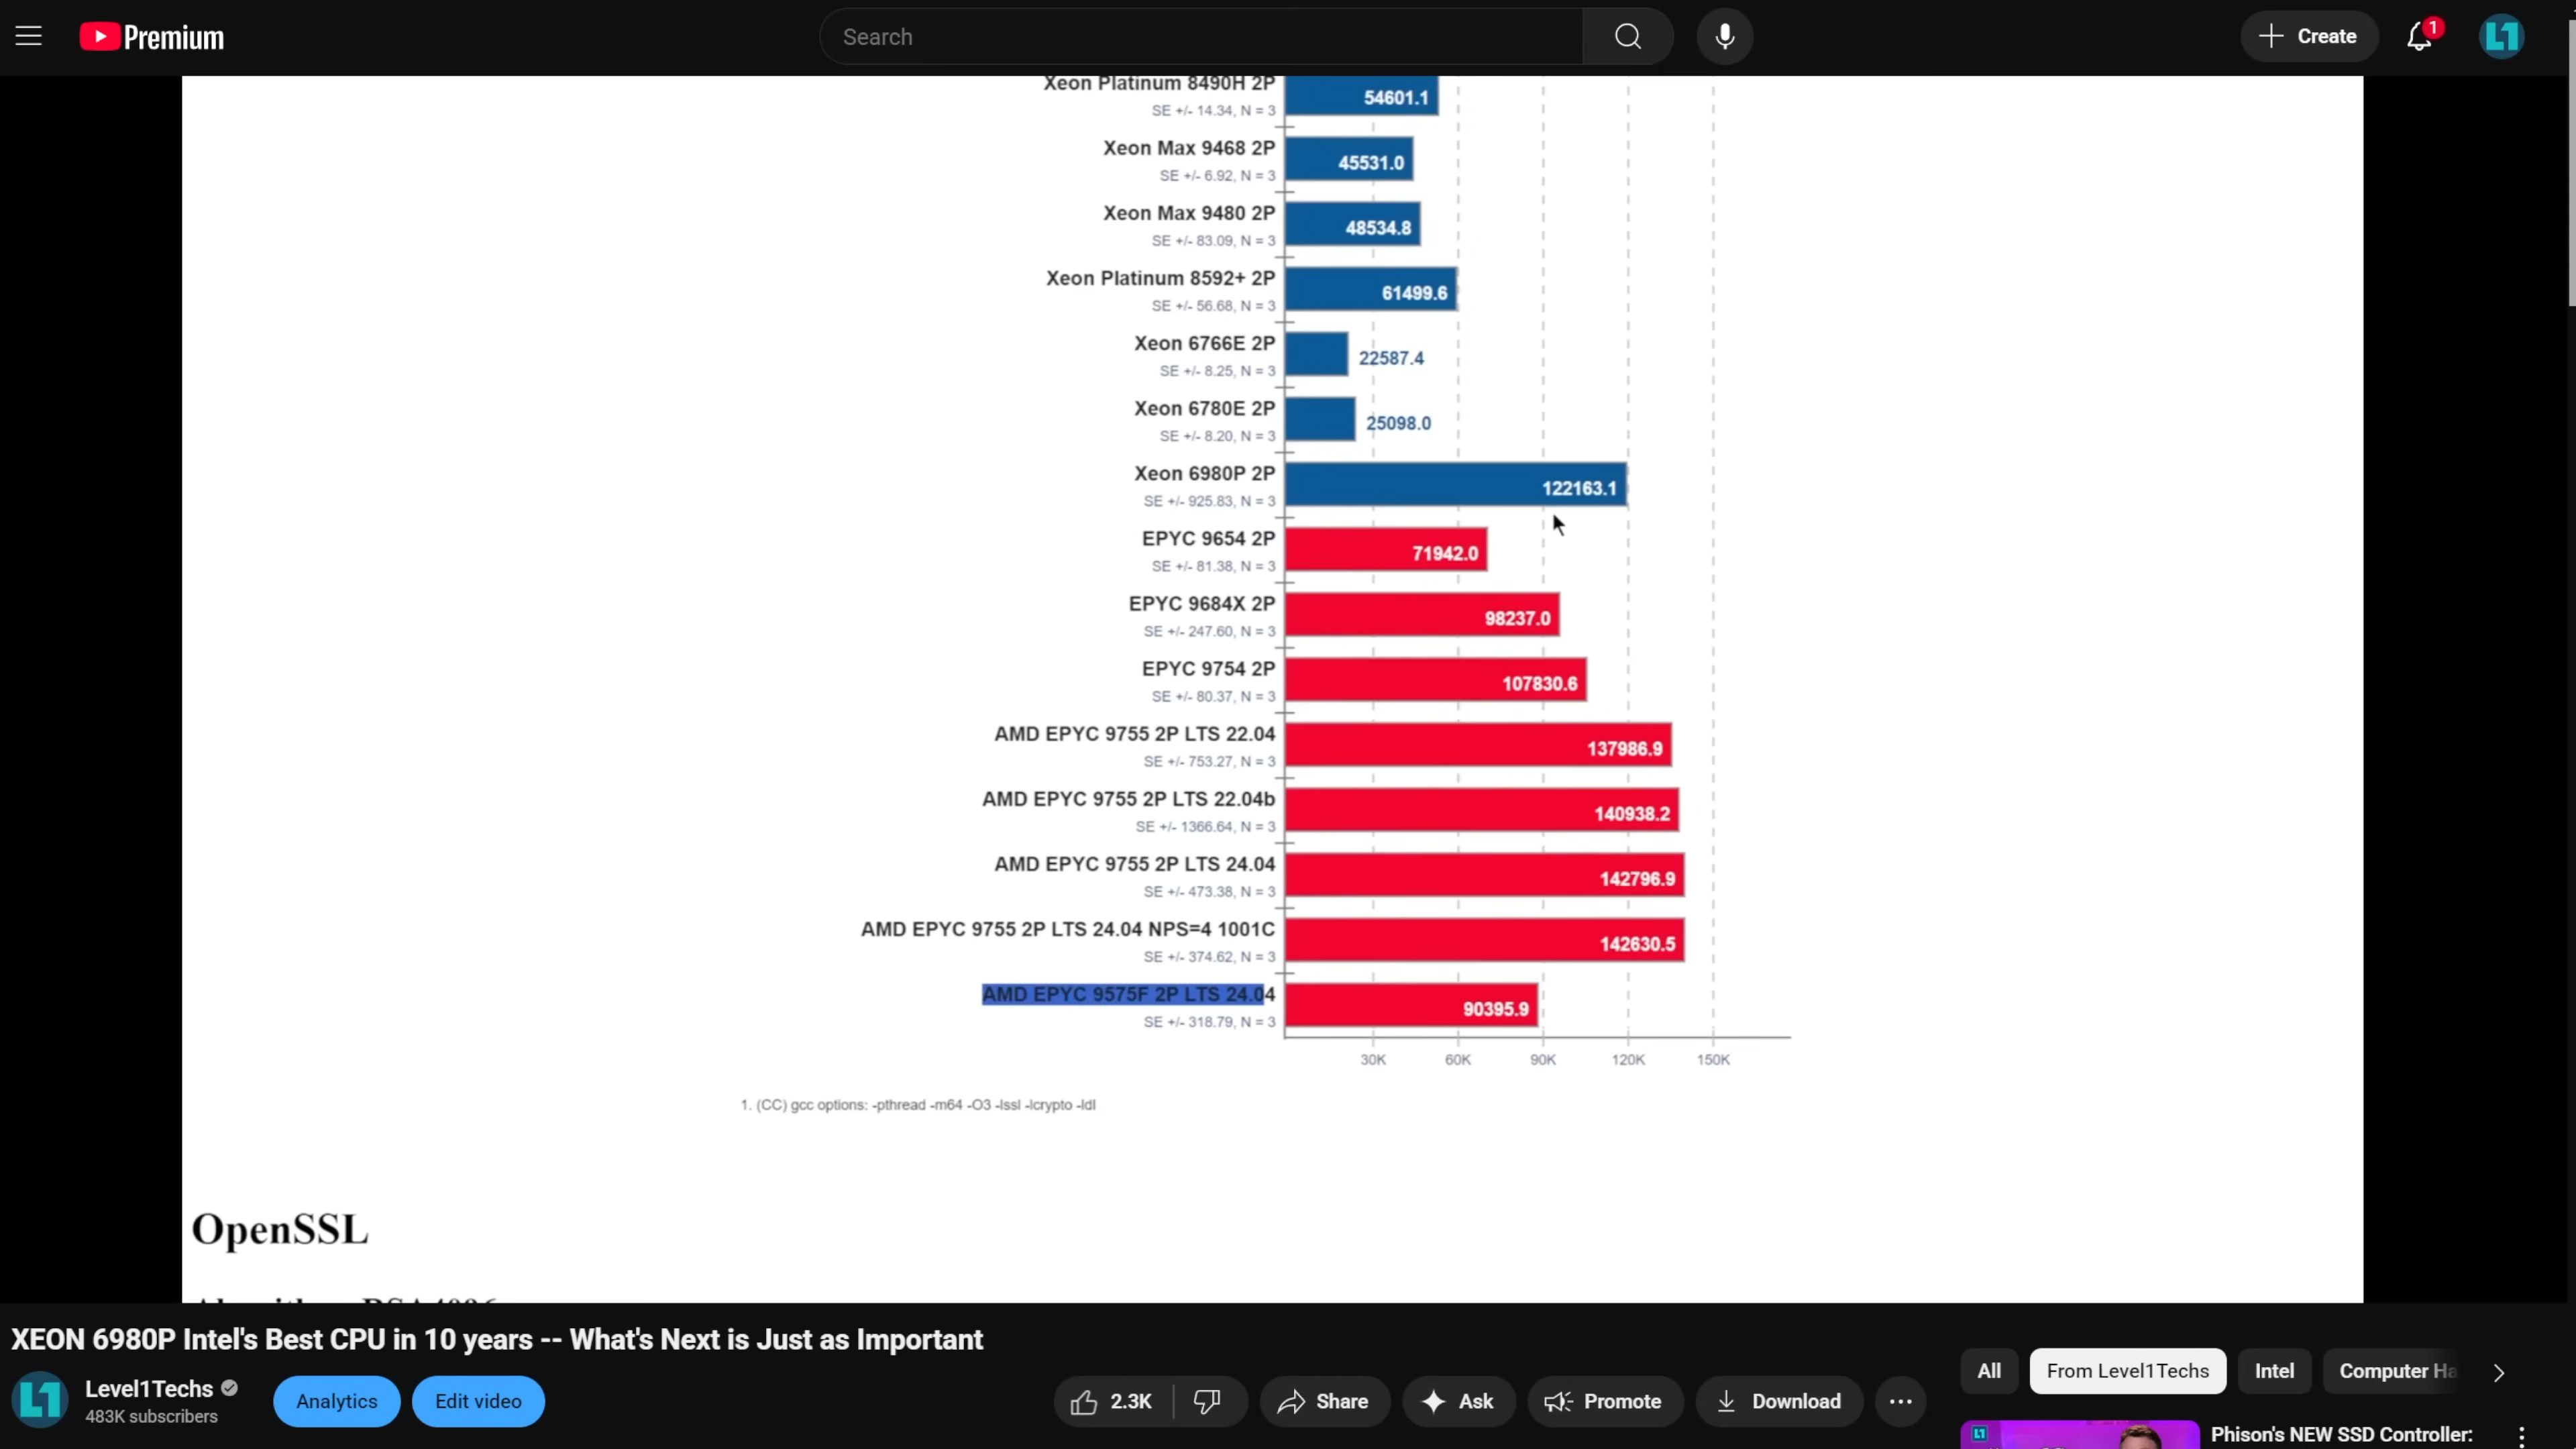 Premium
Search
Create
1
L1
Xeon Platinum 8490H 2P
SE +/- 14.34, N = 3
54601.1
Xeon Max 9468 2P
SE +/- 6.92, N = 3
45531.0
Xeon Max 9480 2P
SE +/- 83.09, N = 3
48534.8
Xeon Platinum 8592+ 2P
SE +/- 56.68, N = 3
61499.6
Xeon 6766E 2P
SE +/- 8.25, N = 3
22587.4
Xeon 6780E 2P
SE +/- 8.20, N = 3
25098.0
Xeon 6980P 2P
SE +/- 925.83, N = 3
122163.1
EPYC 9654 2P
SE +/- 81.38, N = 3
71942.0
EPYC 9684X 2P
SE +/- 247.60, N = 3
98237.0
EPYC 9754 2P
SE +/- 80.37, N = 3
107830.6
AMD EPYC 9755 2P LTS 22.04
SE +/- 753.27, N = 3
137986.9
AMD EPYC 9755 2P LTS 22.04b
SE +/- 1366.64, N = 3
140938.2
AMD EPYC 9755 2P LTS 24.04
SE +/- 473.38, N = 3
142796.9
AMD EPYC 9755 2P LTS 24.04 NPS=4 1001C
SE +/- 374.62, N = 3
142630.5
AMD EPYC 9575F 2P LTS 24.04
SE +/- 318.79, N = 3
90395.9
30K 60K 90K 120K 150K
1. (CC) gcc options: -pthread -m64 -O3 -lssl -lcrypto -ldl
OpenSSL
XEON 6980P Intel's Best CPU in 10 years -- What's Next is Just as Important
L1
Level1Techs
483K subscribers
Analytics
Edit video
2.3K
Share
Ask
Promote
Download
All
From Level1Techs
Intel
Computer Ha
L1
Phison's NEW SSD Controller: